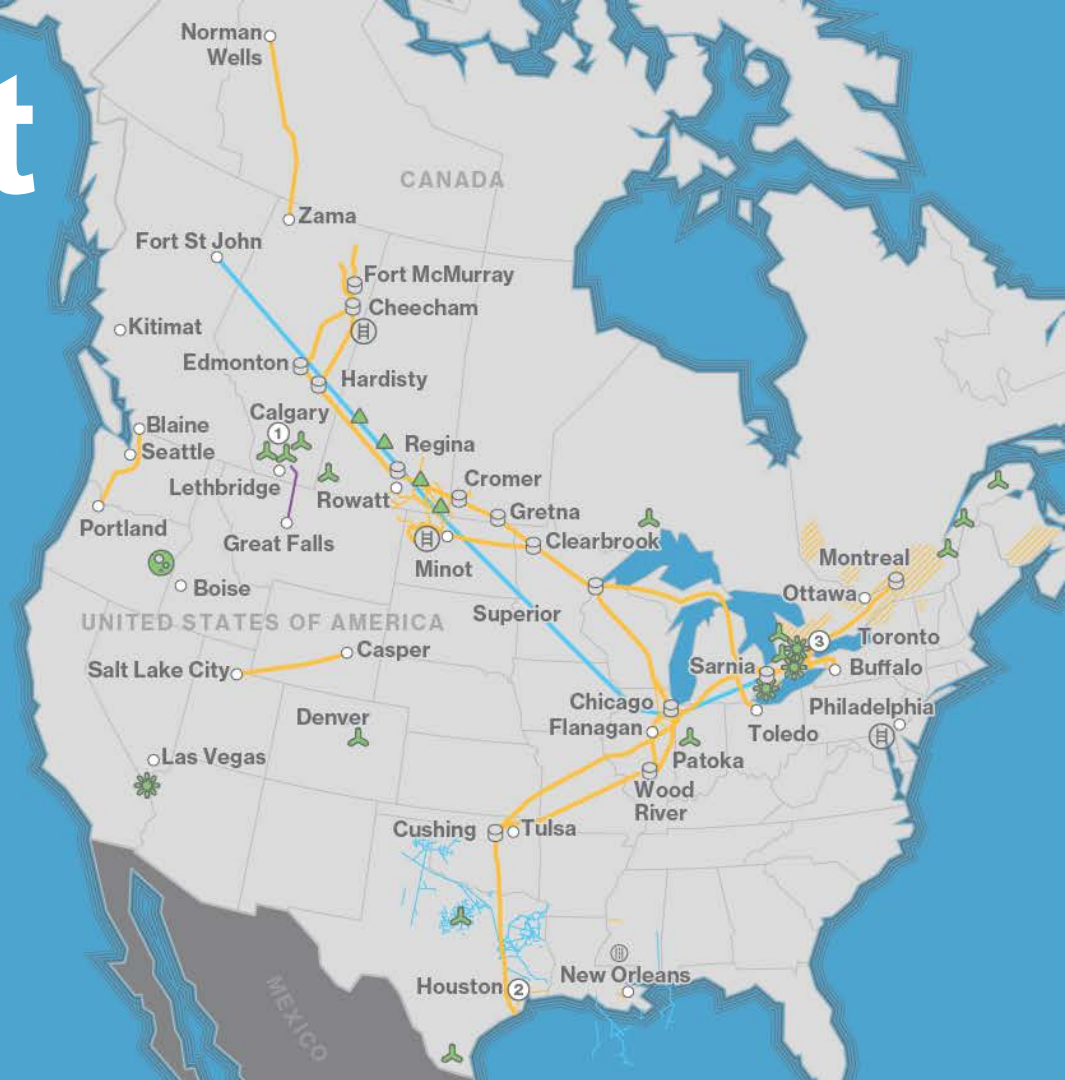 t
Norman
Wells
CANADA
Zama
Fort St John
Fort McMurray
Cheecham
Kitimat
Edmonton
Hardisty
Calgary
1
Blaine
Seattle
Regina
Lethbridge
Rowatt
Cromer
Gretna
Portland
Great Falls
Clearbrook
Minot
Montreal
Boise
Ottawa
Superior
UNITED STATES OF AMERICA
3
Toronto
Casper
Salt Lake City
Sarnia
Buffalo
Chicago
Philadelphia
Denver
Flanagan
Toledo
Las Vegas
Patoka
Wood
River
Cushing
Tulsa
New Orleans
Houston
2
MEXICO